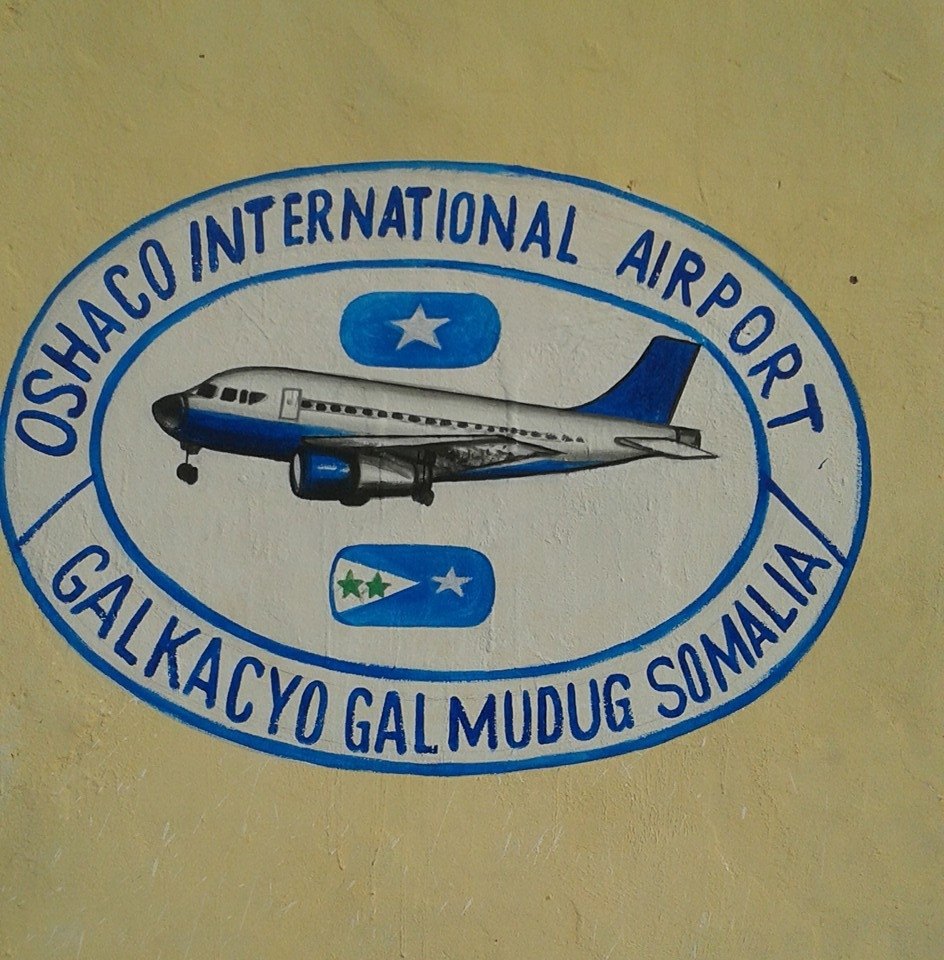 OSHACO INTERNATIONAL AIRPORT
GALKACYO GALMUDUG SOMALIA